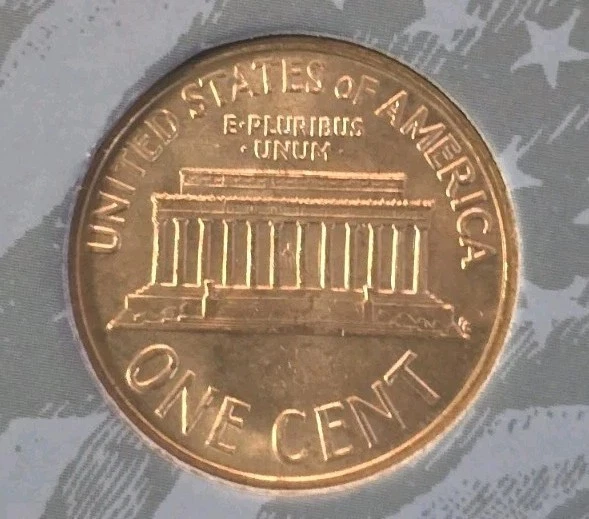 UNITED STATES OF AMERICA
E·PLURIBUS
·UNUM·
ONE CENT